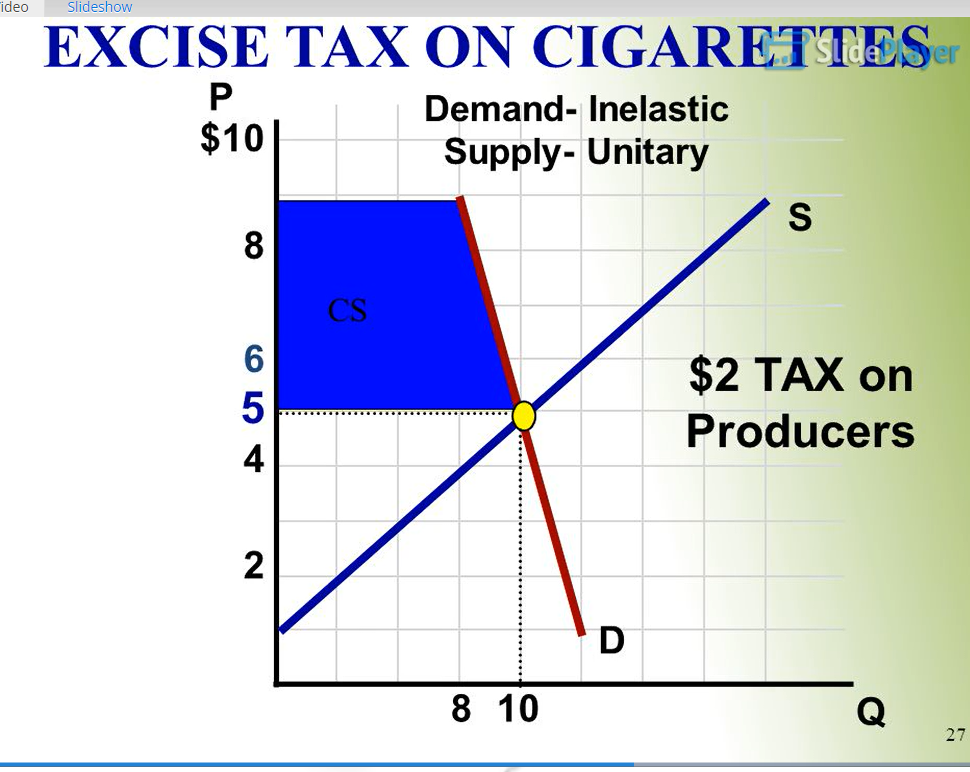 ideo Slideshow
EXCISE TAX ON CIGARETTES
SlidePlayer
P
Demand- Inelastic
$10
Supply- Unitary
S
8
CS
6
$2 TAX on
5
Producers
4
2
D
8 10
Q
27